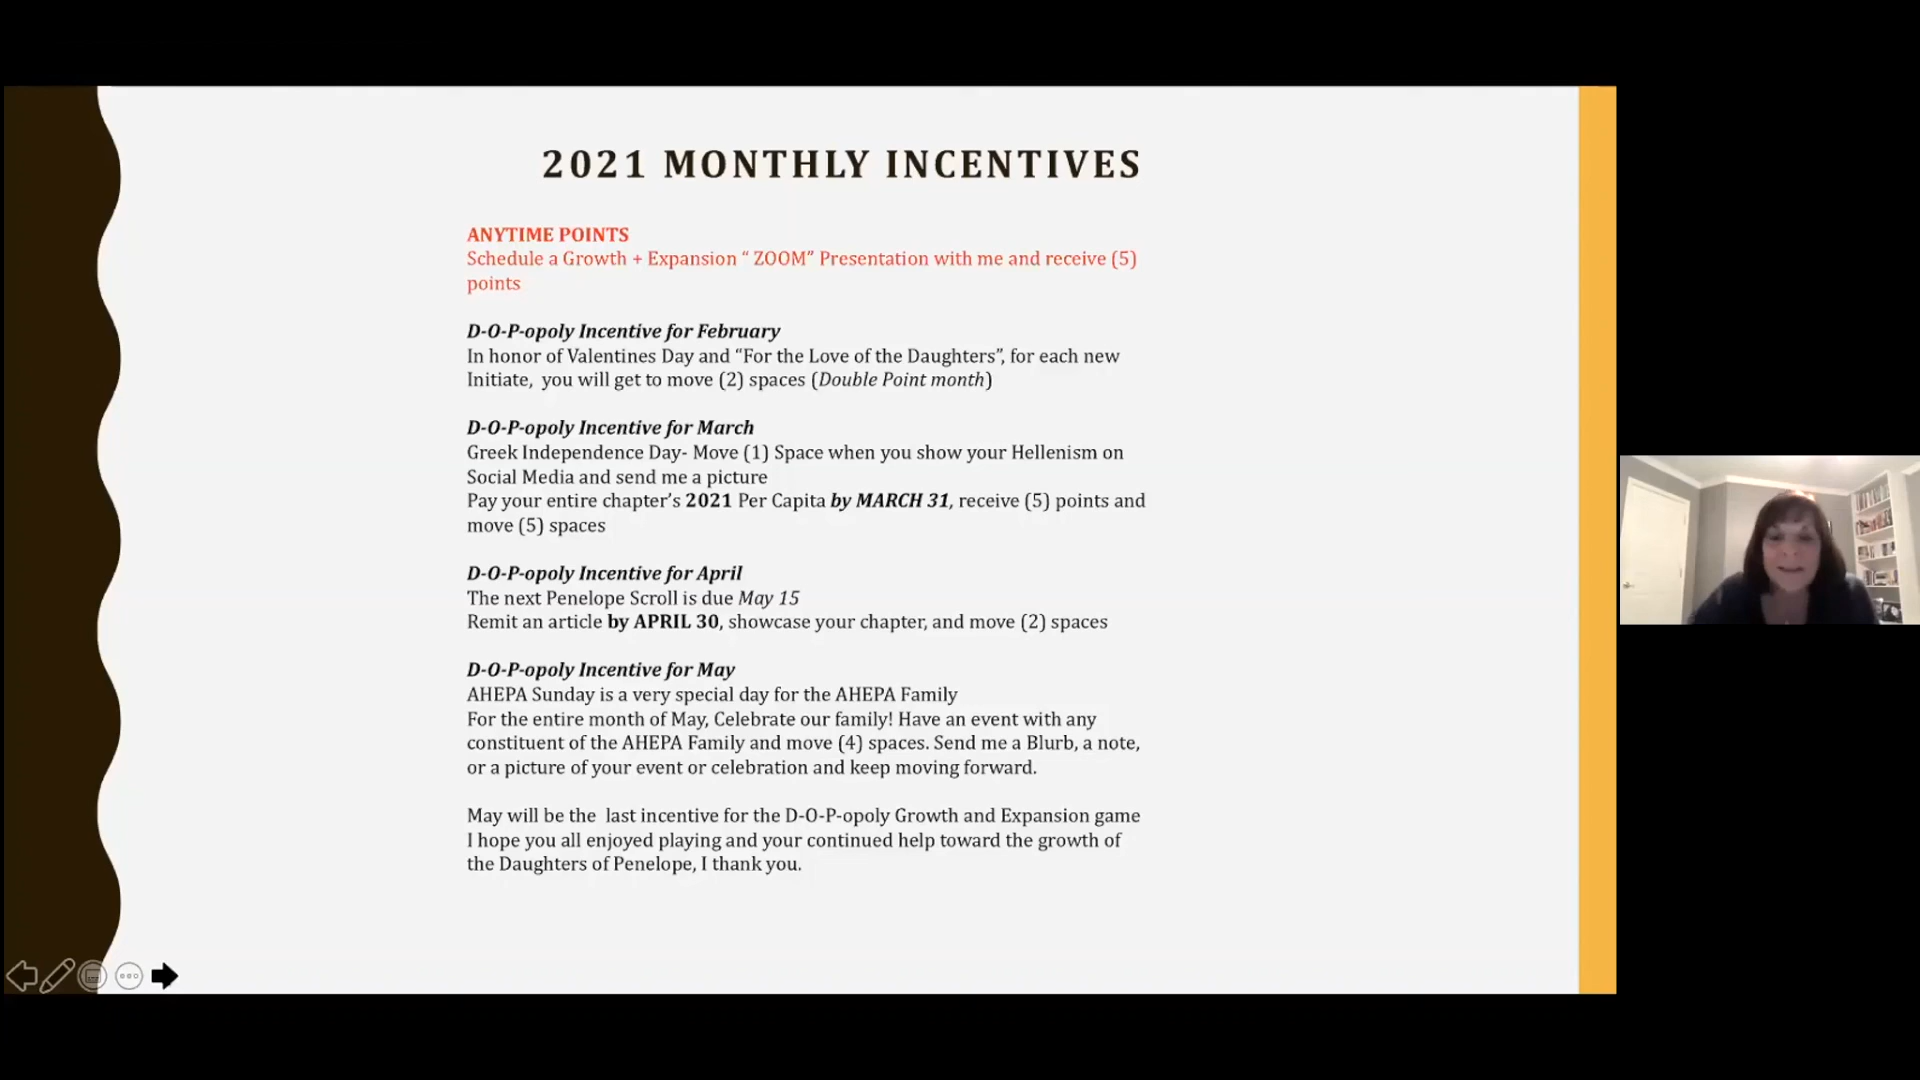 2021 MONTHLY INCENTIVES
ANYTIME POINTS
Schedule a Growth + Expansion “ ZOOM” Presentation with me and receive (5)
points
D-O-P-opoly Incentive for February
In honor of Valentines Day and “For the Love of the Daughters”, for each new
Initiate,  you will get to move (2) spaces (Double Point month)
D-O-P-opoly Incentive for March
Greek Independence Day- Move (1) Space when you show your Hellenism on
Social Media and send me a picture
Pay your entire chapter’s 2021 Per Capita by MARCH 31, receive (5) points and
move (5) spaces
D-O-P-opoly Incentive for April
The next Penelope Scroll is due May 15
Remit an article by APRIL 30, showcase your chapter, and move (2) spaces
D-O-P-opoly Incentive for May
AHEPA Sunday is a very special day for the AHEPA Family
For the entire month of May, Celebrate our family! Have an event with any
constituent of the AHEPA Family and move (4) spaces. Send me a Blurb, a note,
or a picture of your event or celebration and keep moving forward.
May will be the  last incentive for the D-O-P-opoly Growth and Expansion game
I hope you all enjoyed playing and your continued help toward the growth of
the Daughters of Penelope, I thank you.